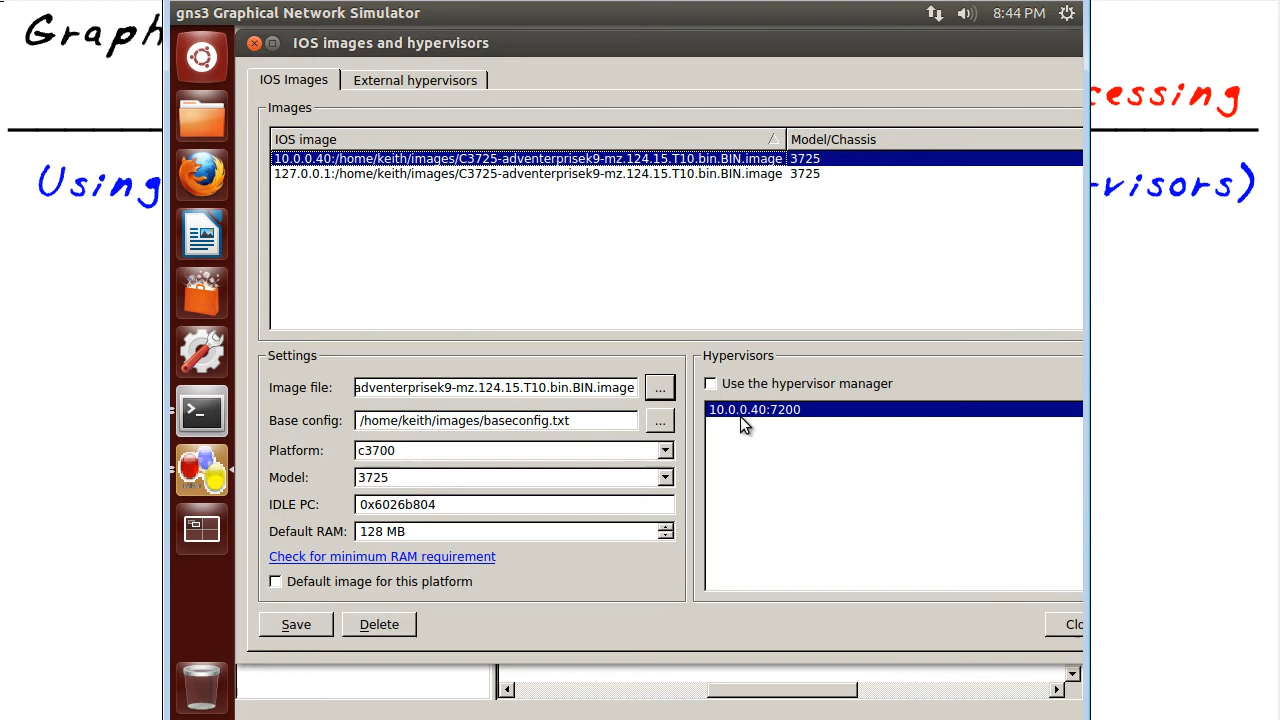 gns3 Graphical Network Simulator
8:44 PM
Graph
IOS images and hypervisors
IOS Images
External hypervisors
cessing
Images
IOS image
Model/Chassis
10.0.0.40:/home/keith/images/C3725-adventerprisek9-mz.124.15.T10.bin.BIN.image
3725
127.0.0.1:/home/keith/images/C3725-adventerprisek9-mz.124.15.T10.bin.BIN.image
3725
Using
-visors)
Settings
Hypervisors
Image file:
adventerprisek9-mz.124.15.T10.bin.BIN.image
...
Use the hypervisor manager
10.0.0.40:7200
Base config:
/home/keith/images/baseconfig.txt
...
Platform:
c3700
Model:
3725
IDLE PC:
0x6026b804
Default RAM:
128 MB
Check for minimum RAM requirement
Default image for this platform
Save
Delete
Clo